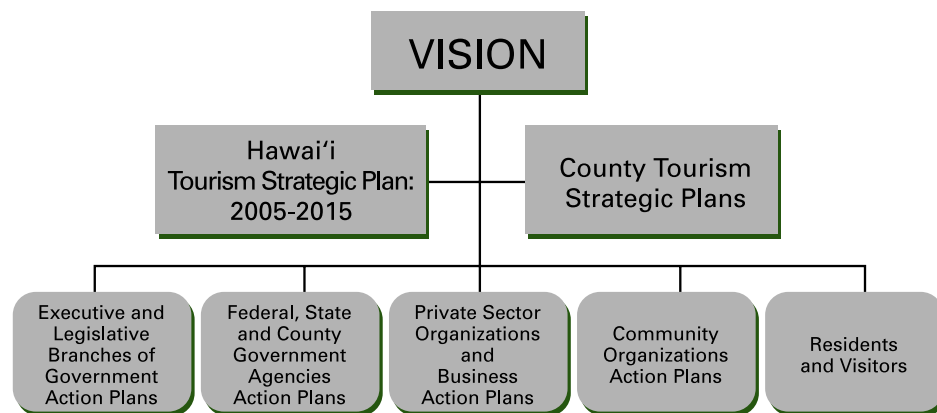 VISION
Hawai‘i
Tourism Strategic Plan:
2005-2015
County Tourism
Strategic Plans
Executive and
Legislative
Branches of
Government
Action Plans
Federal, State
and County
Government
Agencies
Action Plans
Private Sector
Organizations
and
Business
Action Plans
Community
Organizations
Action Plans
Residents
and Visitors